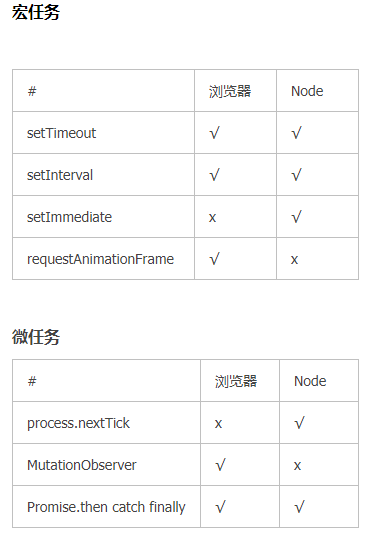 宏任务
# 浏览器 Node
setTimeout √ √
setInterval √ √
setImmediate x √
requestAnimationFrame √ x
微任务
# 浏览器 Node
process.nextTick x √
MutationObserver √ x
Promise.then catch finally √ √